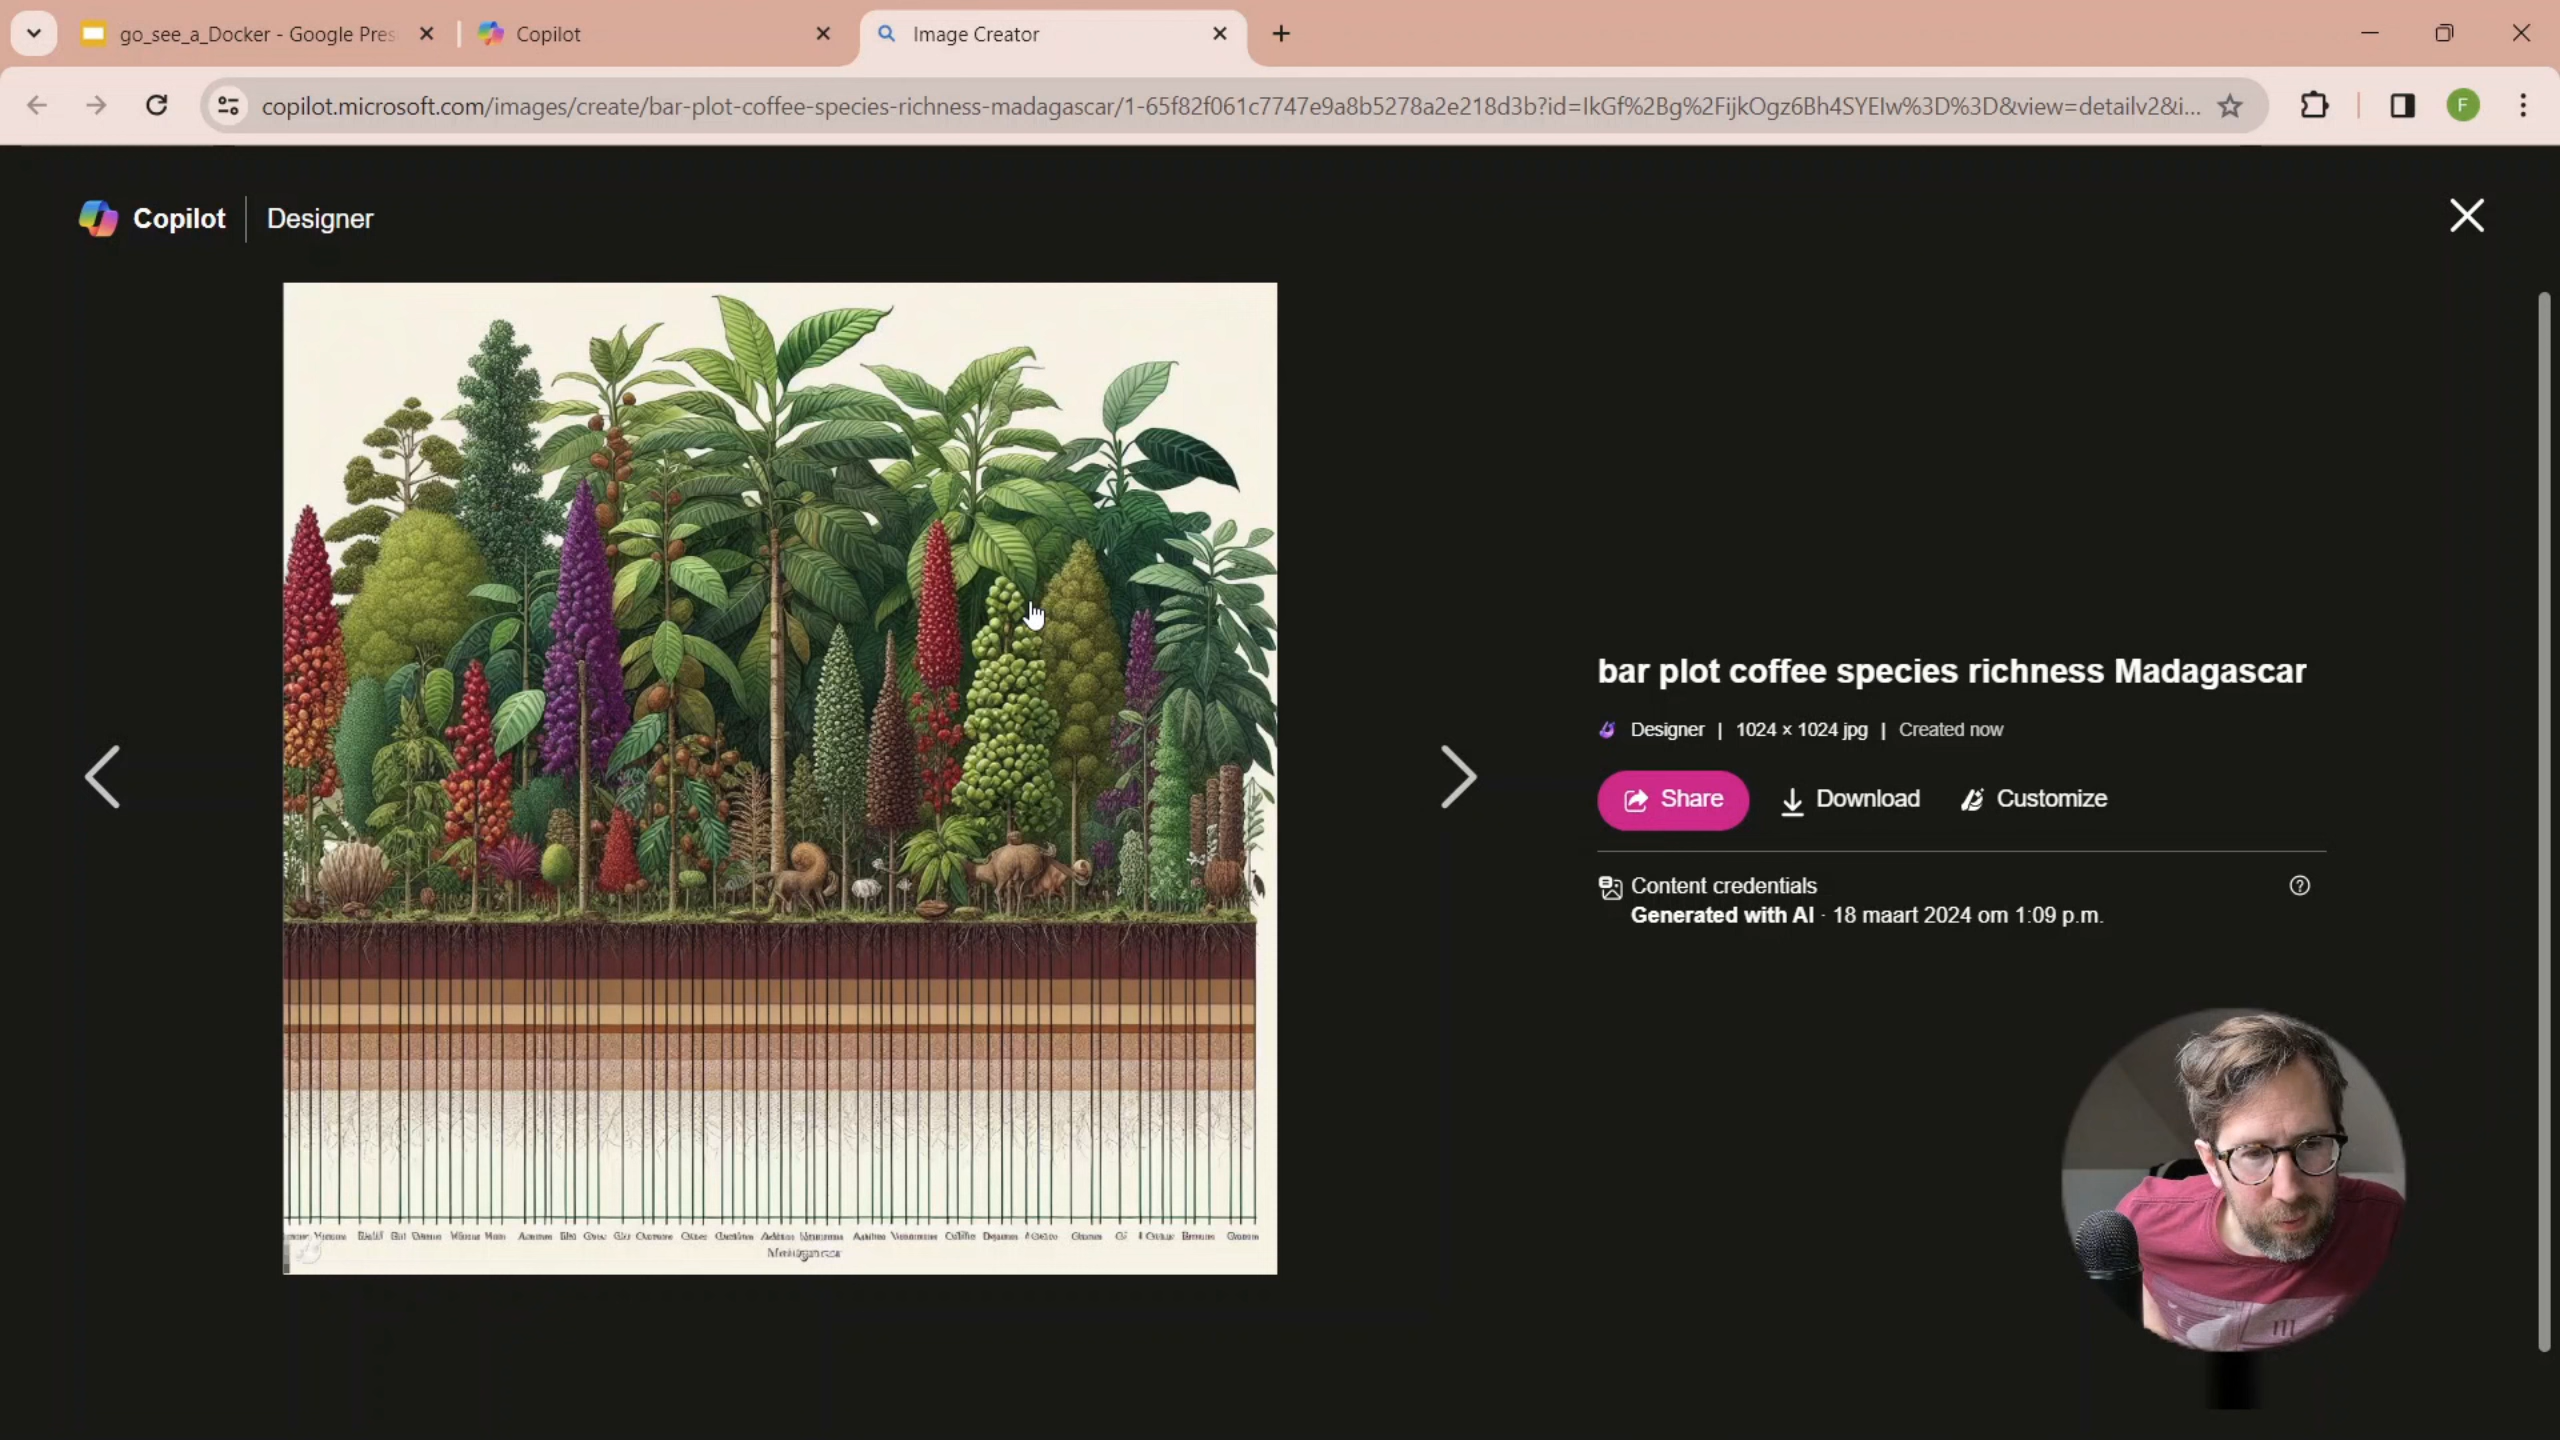 go_see_a_Docker - Google Pres
Copilot
Image Creator
copilot.microsoft.com/images/create/bar-plot-coffee-species-richness-madagascar/1-65f82f061c7747e9a8b5278a2e218d3b?id=IkGf%2Bg%2FijkOgz6Bh4SYEIw%3D%3D&view=detailv2&i...
F
Copilot | Designer
bar plot coffee species richness Madagascar
Designer | 1024 × 1024 jpg | Created now
Share
Download
Customize
Content credentials
Generated with AI · 18 maart 2024 om 1:09 p.m.